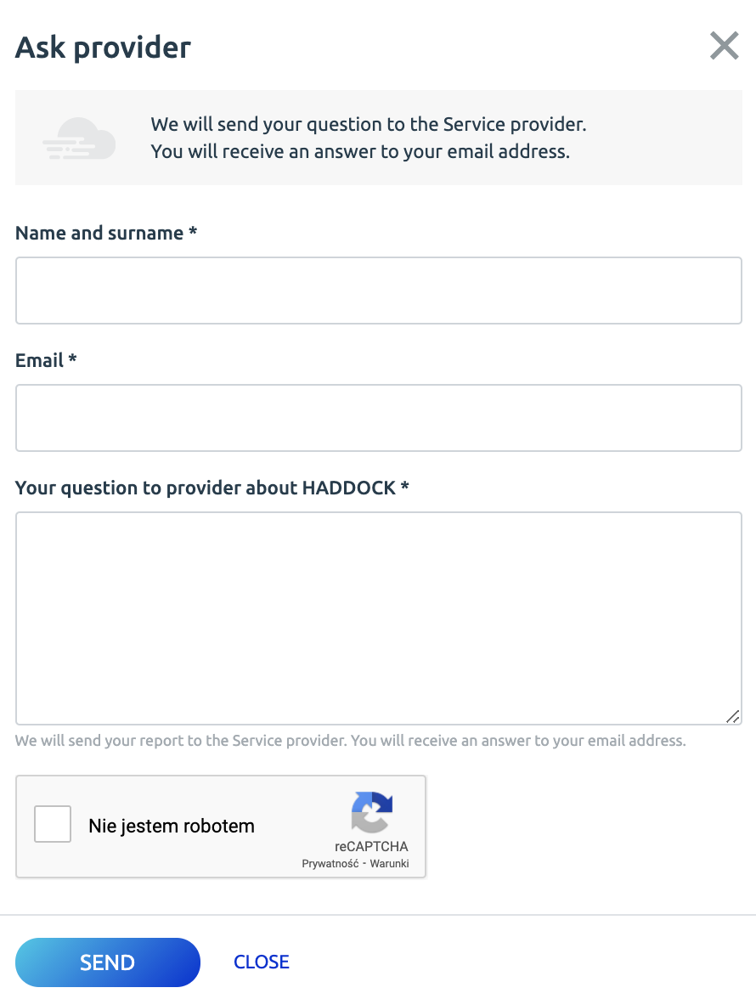 Ask provider
We will send your question to the Service provider.
You will receive an answer to your email address.
Name and surname *
Email *
Your question to provider about HADDOCK *
We will send your report to the Service provider. You will receive an answer to your email address.
Nie jestem robotem
reCAPTCHA
Prywatność - Warunki
SEND
CLOSE